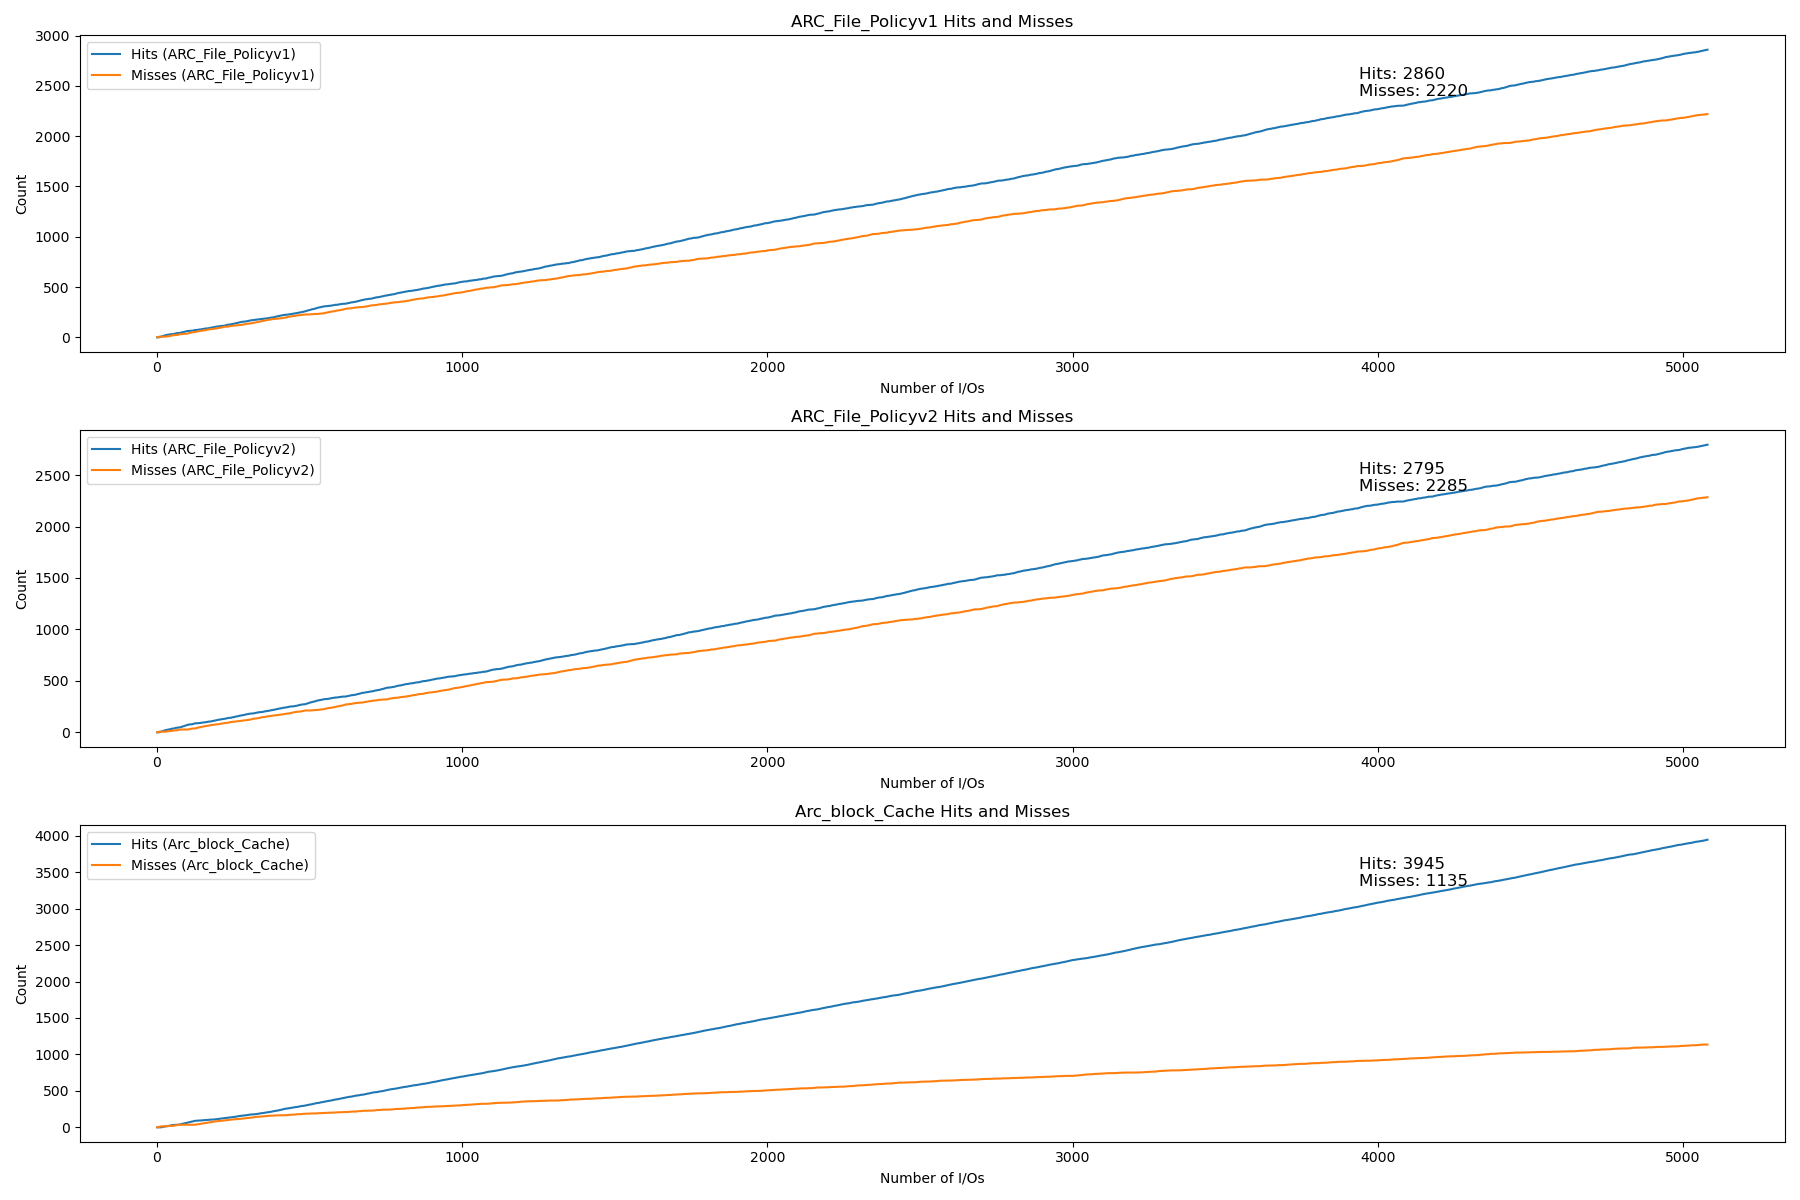 ARC_File_Policyv1 Hits and Misses
Hits (ARC_File_Policyv1)
Misses (ARC_File_Policyv1)
Hits: 2860
Misses: 2220
3000
2500
2000
1500
1000
500
0
Count
0 1000 2000 3000 4000 5000
Number of I/Os
ARC_File_Policyv2 Hits and Misses
Hits (ARC_File_Policyv2)
Misses (ARC_File_Policyv2)
Hits: 2795
Misses: 2285
2500
2000
1500
1000
500
0
Count
0 1000 2000 3000 4000 5000
Number of I/Os
Arc_block_Cache Hits and Misses
Hits (Arc_block_Cache)
Misses (Arc_block_Cache)
Hits: 3945
Misses: 1135
4000
3500
3000
2500
2000
1500
1000
500
0
Count
0 1000 2000 3000 4000 5000
Number of I/Os